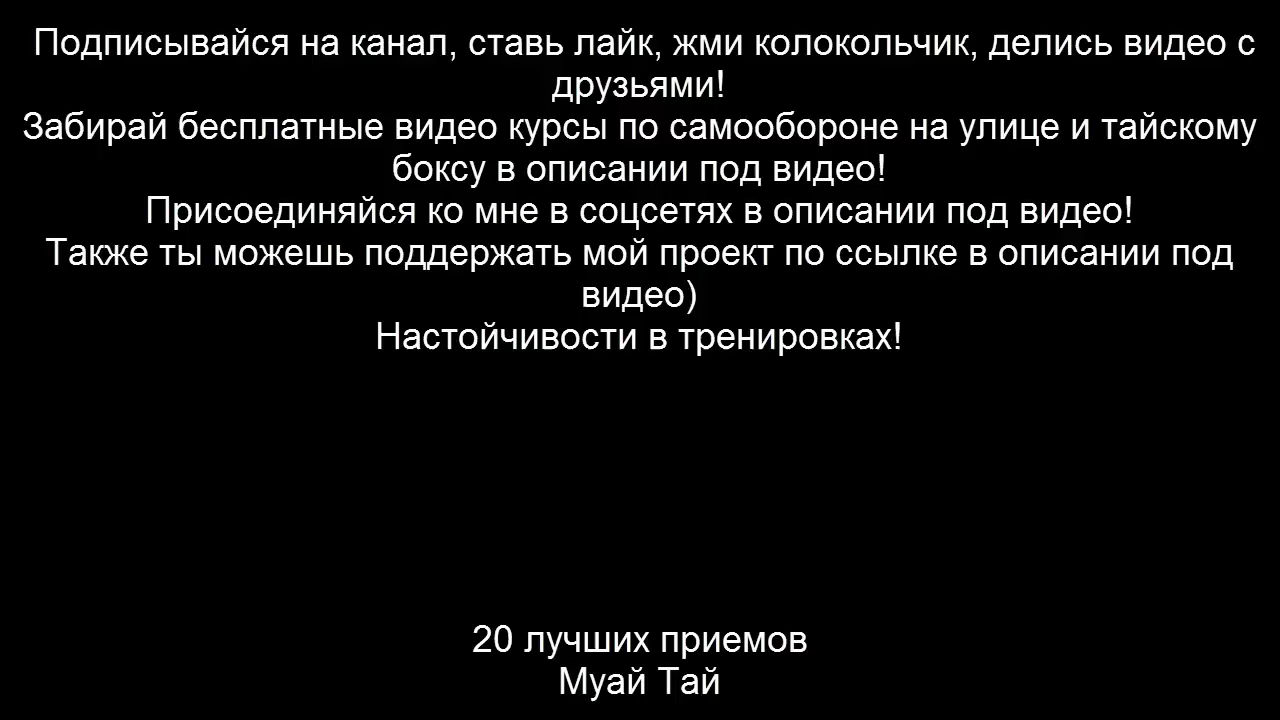 Подписывайся на канал, ставь лайк, жми колокольчик, делись видео с
друзьями!
Забирай бесплатные видео курсы по самообороне на улице и тайскому
боксу в описании под видео!
Присоединяйся ко мне в соцсетях в описании под видео!
Также ты можешь поддержать мой проект по ссылке в описании под
видео)
Настойчивости в тренировках!
20 лучших приемов
Муай Тай